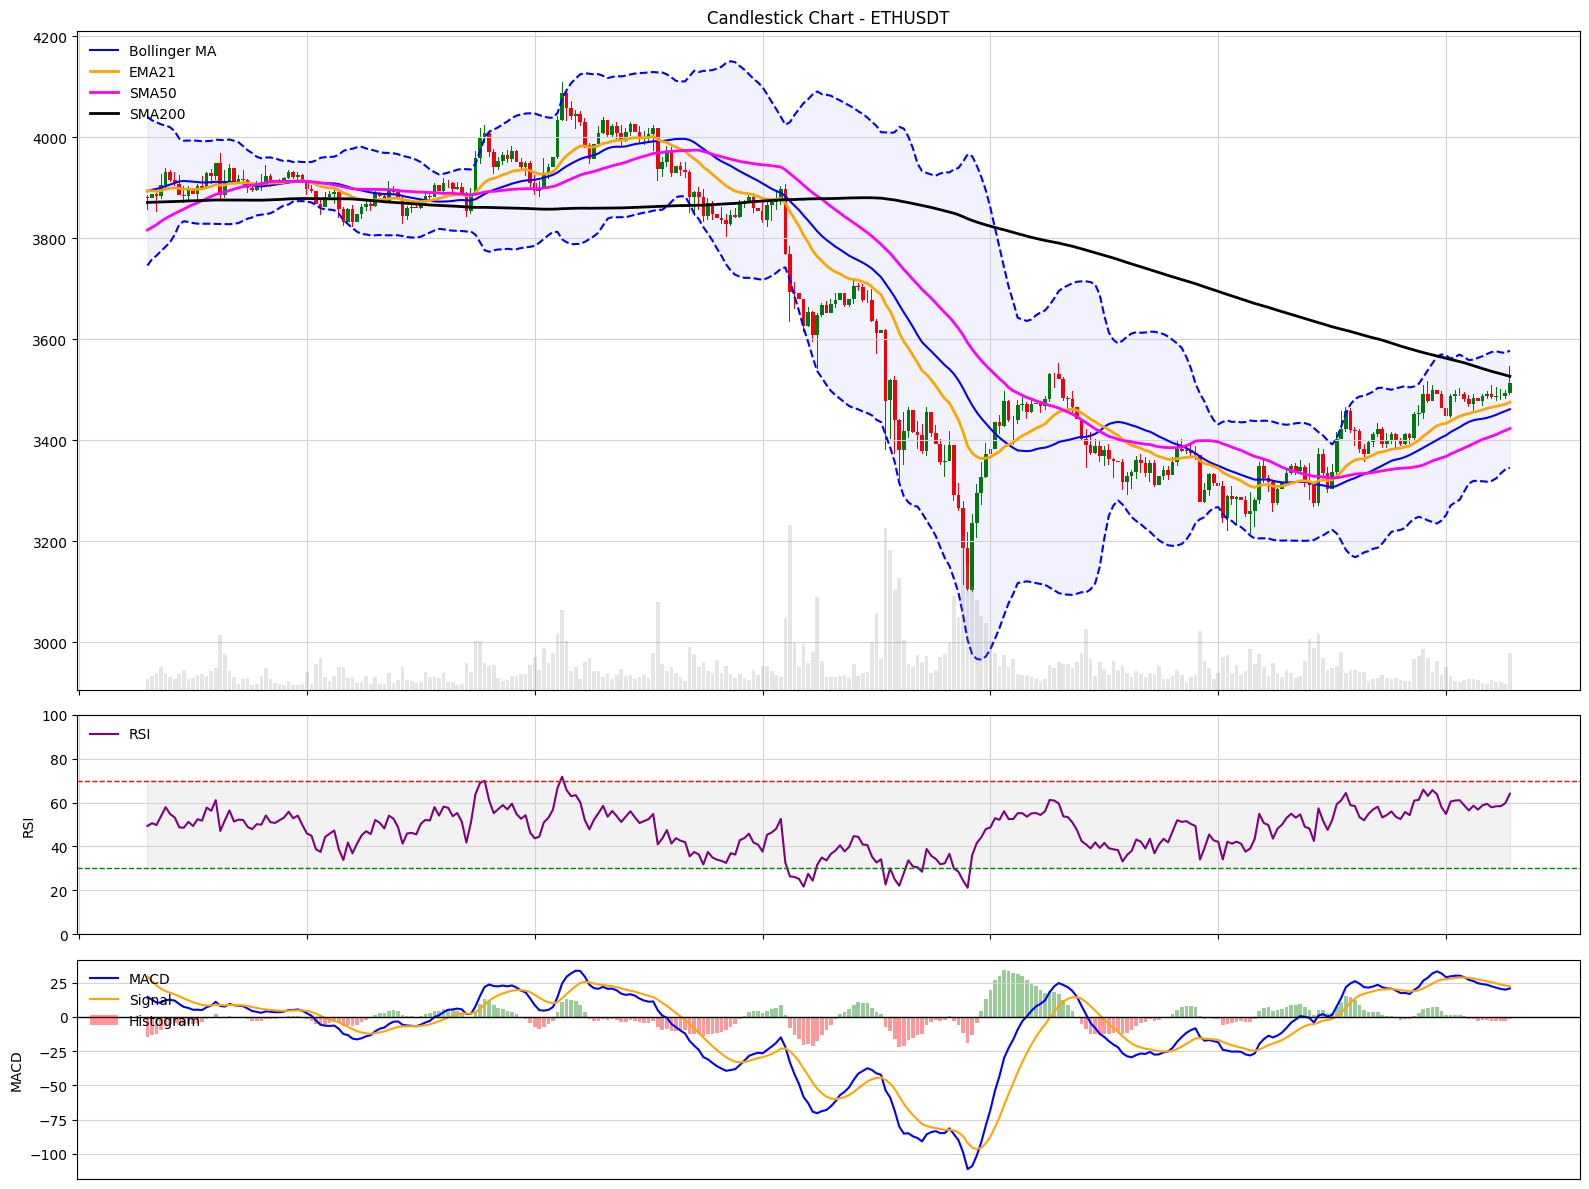 Candlestick Chart - ETHUSDT
4200
4000
3800
3600
3400
3200
3000
Bollinger MA
EMA21
SMA50
SMA200
100
80
60
40
20
0
RSI
RSI
25
0
−25
−50
−75
−100
MACD
MACD
Signal
Histogram